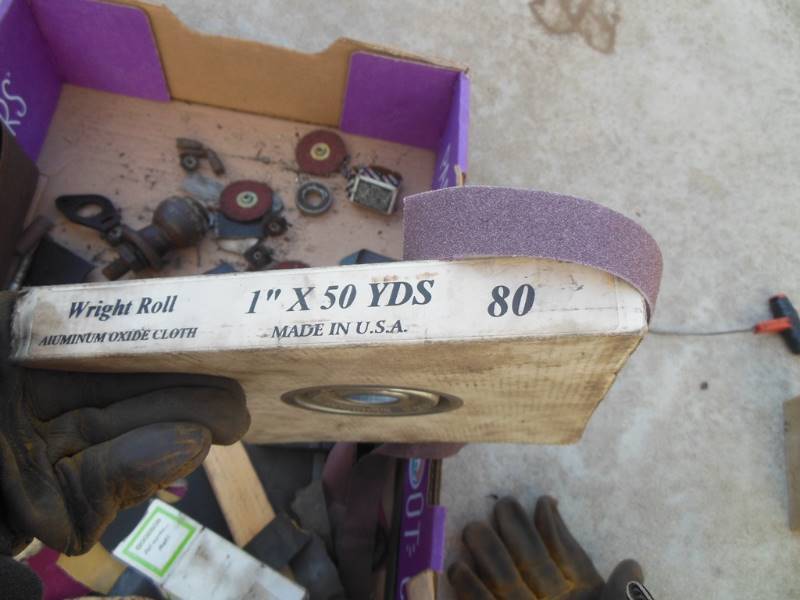 Wright Roll
1" X 50 YDS
80
ALUMINUM OXIDE CLOTH
MADE IN U.S.A.